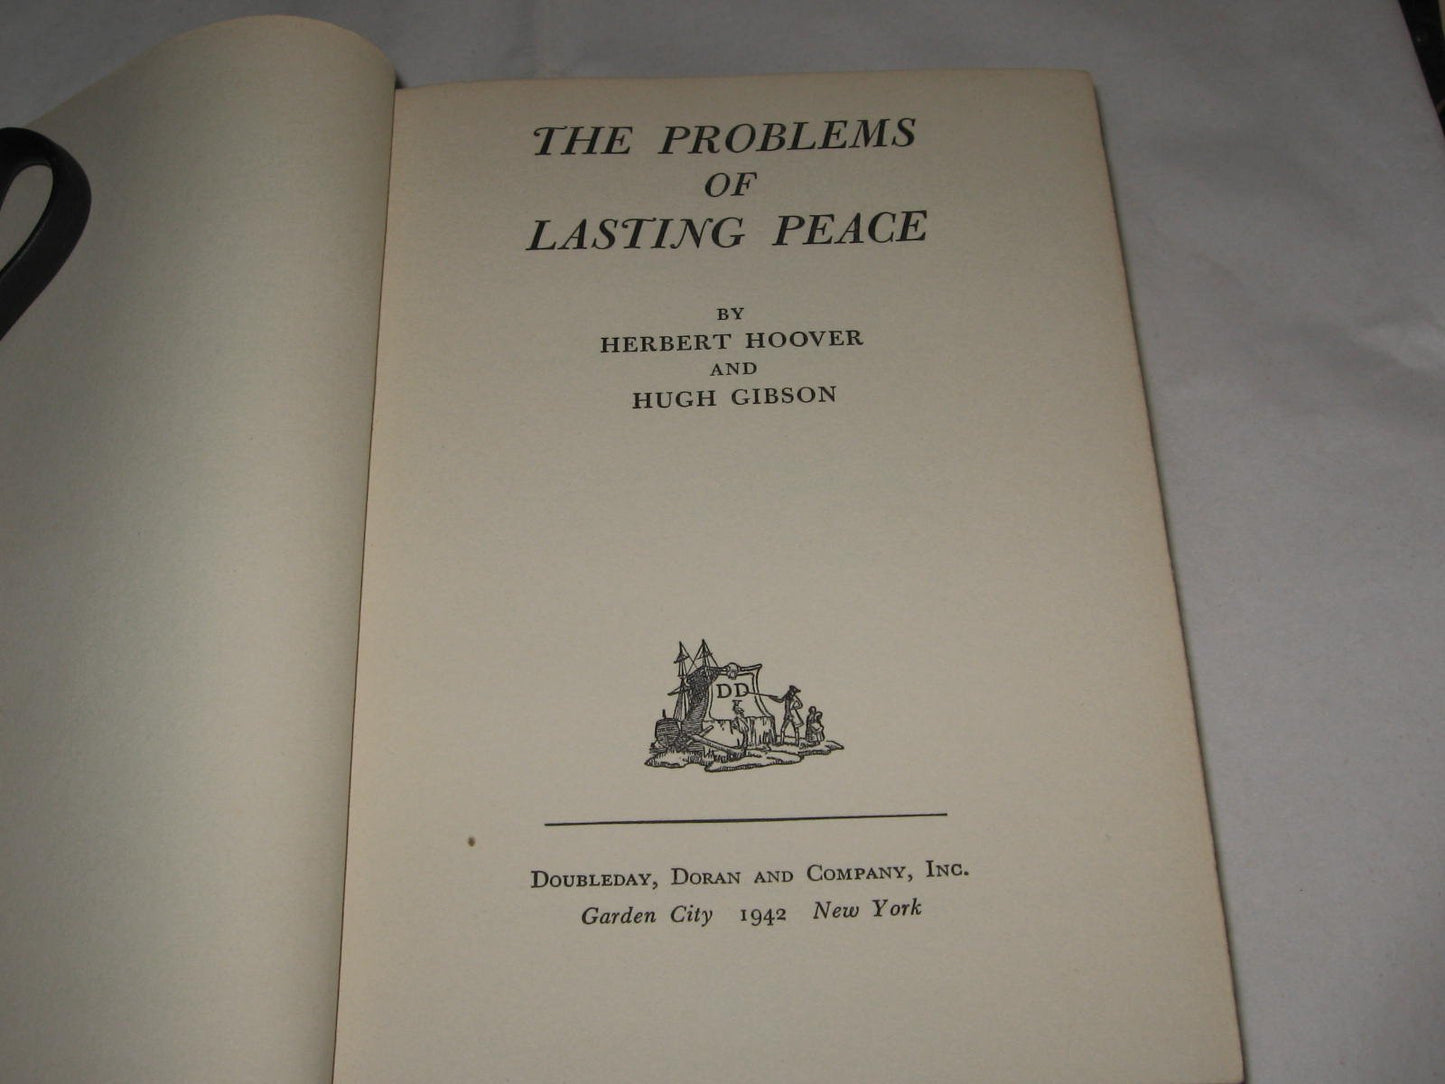 THE PROBLEMS
OF
LASTING PEACE
BY
HERBERT HOOVER
AND
HUGH GIBSON
DD
DOUBLEDAY, DORAN AND COMPANY, INC.
Garden City 1942 New York